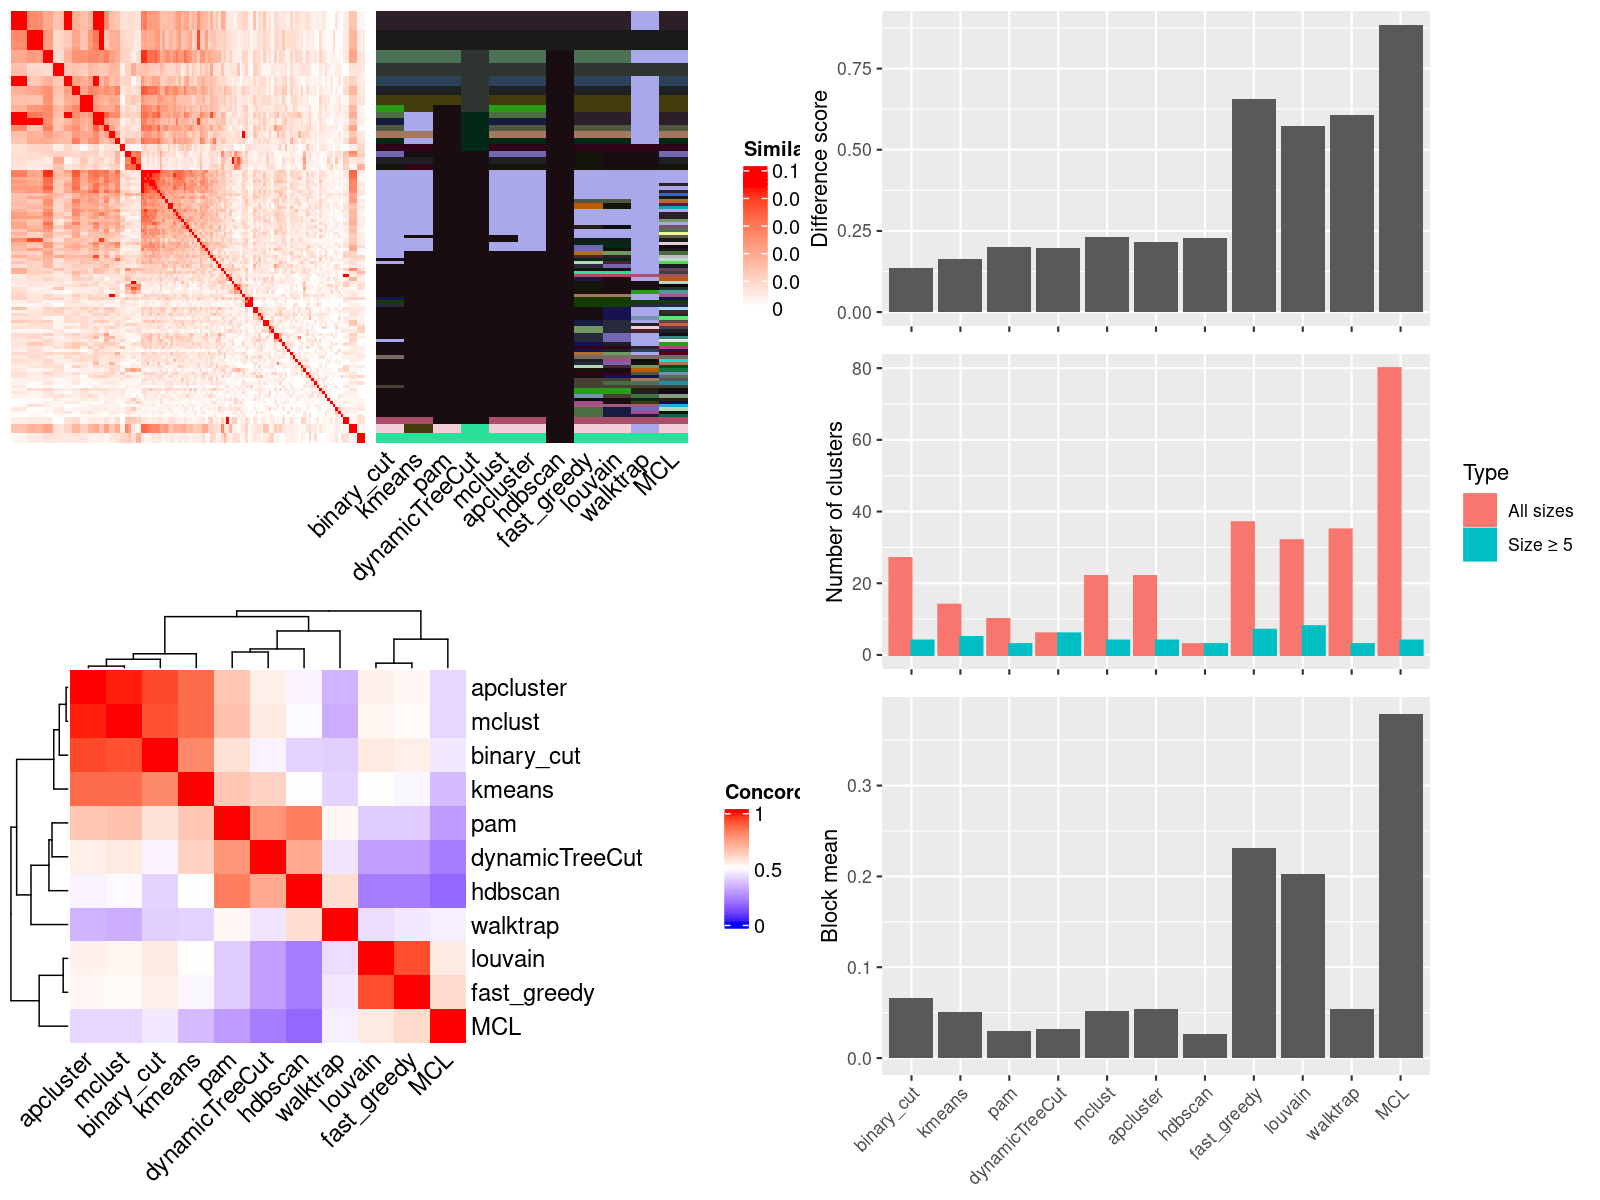 Simila
0.1
0.0
0.0
0.0
0.0
0
binary_cut
kmeans
pam
dynamicTreeCut
mclust
apcluster
hdbscan
fast_greedy
louvain
walktrap
MCL
apcluster
mclust
binary_cut
kmeans
pam
dynamicTreeCut
hdbscan
walktrap
louvain
fast_greedy
MCL
apcluster
mclust
binary_cut
kmeans
pam
dynamicTreeCut
hdbscan
walktrap
louvain
fast_greedy
MCL
Concord
1
0.5
0
Difference score
0.75
0.50
0.25
0.00
Number of clusters
80
60
40
20
0
Type
All sizes
Size ≥ 5
Block mean
0.3
0.2
0.1
0.0
binary_cut
kmeans
pam
dynamicTreeCut
mclust
apcluster
hdbscan
fast_greedy
louvain
walktrap
MCL